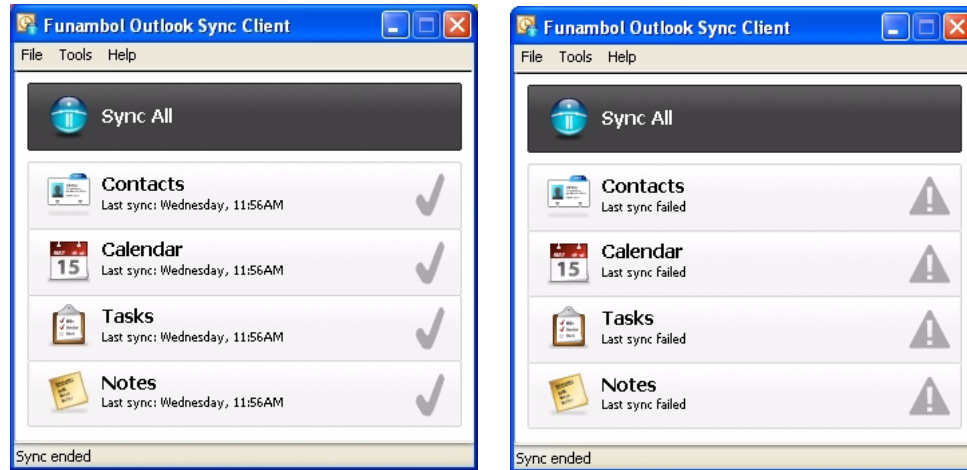 Funambol Outlook Sync Client
File Tools Help
Sync All
Contacts
Last sync: Wednesday, 11:56AM
Calendar
Last sync: Wednesday, 11:56AM
15
Tasks
Last sync: Wednesday, 11:56AM
Notes
Last sync: Wednesday, 11:56AM
Sync ended
Funambol Outlook Sync Client
File Tools Help
Sync All
Contacts
Last sync failed
Calendar
Last sync failed
15
Tasks
Last sync failed
Notes
Last sync failed
Sync ended